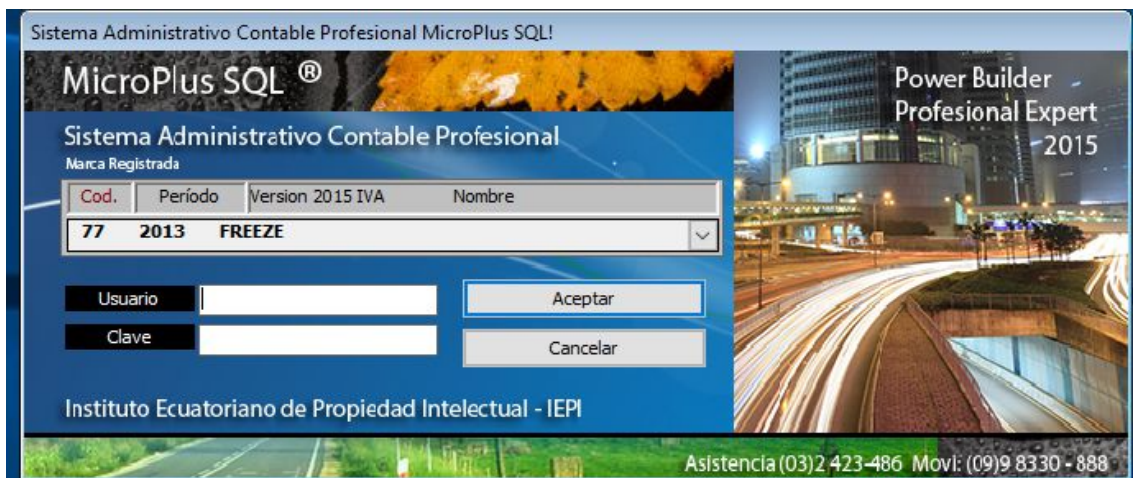 Sistema Administrativo Contable Profesional MicroPlus SQL!
MicroPlus SQL ®
Power Builder
Profesional Expert
2015
Sistema Administrativo Contable Profesional
Marca Registrada
Cod. Período Version 2015 IVA Nombre
77 2013 FREEZE
Usuario
Aceptar
Clave
Cancelar
Instituto Ecuatoriano de Propiedad Intelectual - IEPI
Asistencia (03)2 423-486 Movi: (09)9 8330 - 888